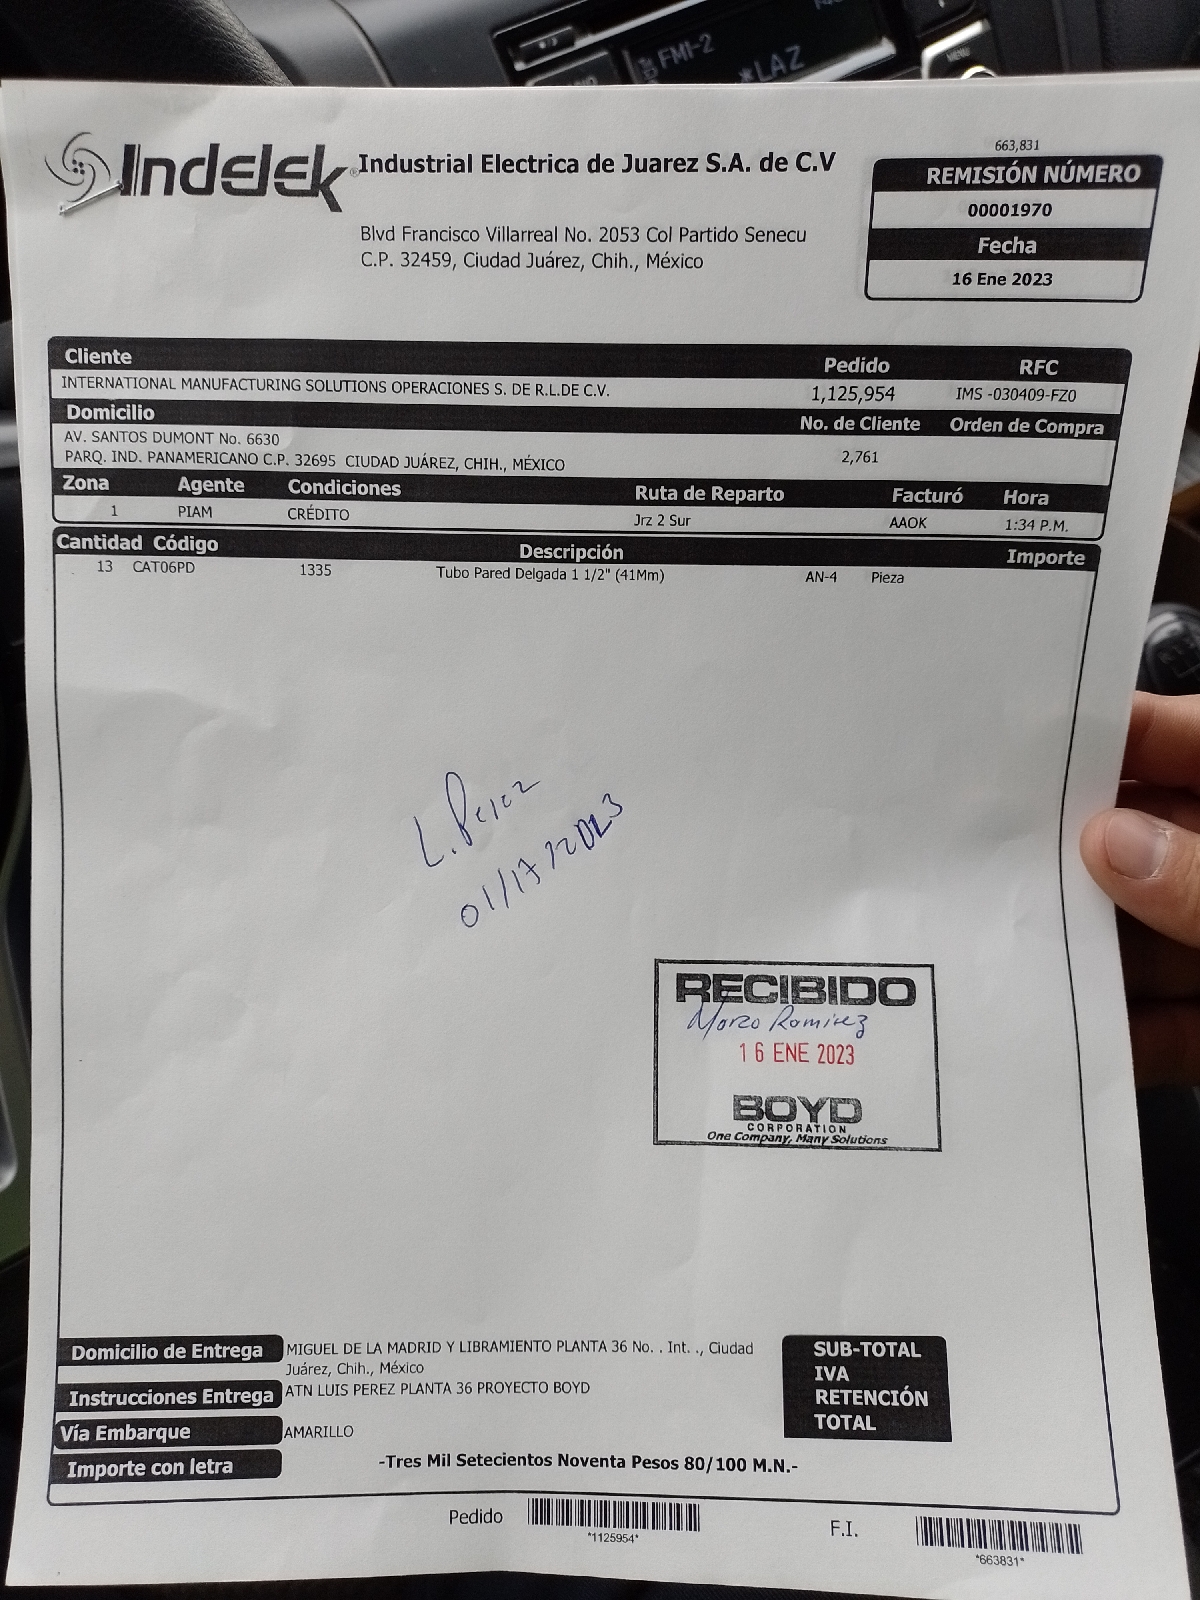 FM1-2
*LAZ
MENU
Indelek® Industrial Electrica de Juarez S.A. de C.V
Blvd Francisco Villarreal No. 2053 Col Partido Senecu
C.P. 32459, Ciudad Juárez, Chih., México
663,831
REMISIÓN NÚMERO
00001970
Fecha
16 Ene 2023
Cliente Pedido RFC
INTERNATIONAL MANUFACTURING SOLUTIONS OPERACIONES S. DE R.L.DE C.V. 1,125,954 IMS -030409-FZ0
Domicilio No. de Cliente Orden de Compra
AV. SANTOS DUMONT No. 6630
PARQ. IND. PANAMERICANO C.P. 32695 CIUDAD JUÁREZ, CHIH., MÉXICO 2,761
Zona Agente Condiciones Ruta de Reparto Facturó Hora
1 PIAM CRÉDITO Jrz 2 Sur AAOK 1:34 P.M.
Cantidad Código Descripción Importe
13 CAT06PD 1335 Tubo Pared Delgada 1 1/2" (41Mm) AN-4 Pieza
L. Perez
01/17/2023
RECIBIDO
Marco Ramirez
16 ENE 2023
BOYD
CORPORATION
One Company, Many Solutions
Domicilio de Entrega MIGUEL DE LA MADRID Y LIBRAMIENTO PLANTA 36 No. . Int. ., Ciudad
Juárez, Chih., México
Instrucciones Entrega ATN LUIS PEREZ PLANTA 36 PROYECTO BOYD
Vía Embarque AMARILLO
Importe con letra -Tres Mil Setecientos Noventa Pesos 80/100 M.N.-
SUB-TOTAL
IVA
RETENCIÓN
TOTAL
Pedido *1125954* F.I. *663831*